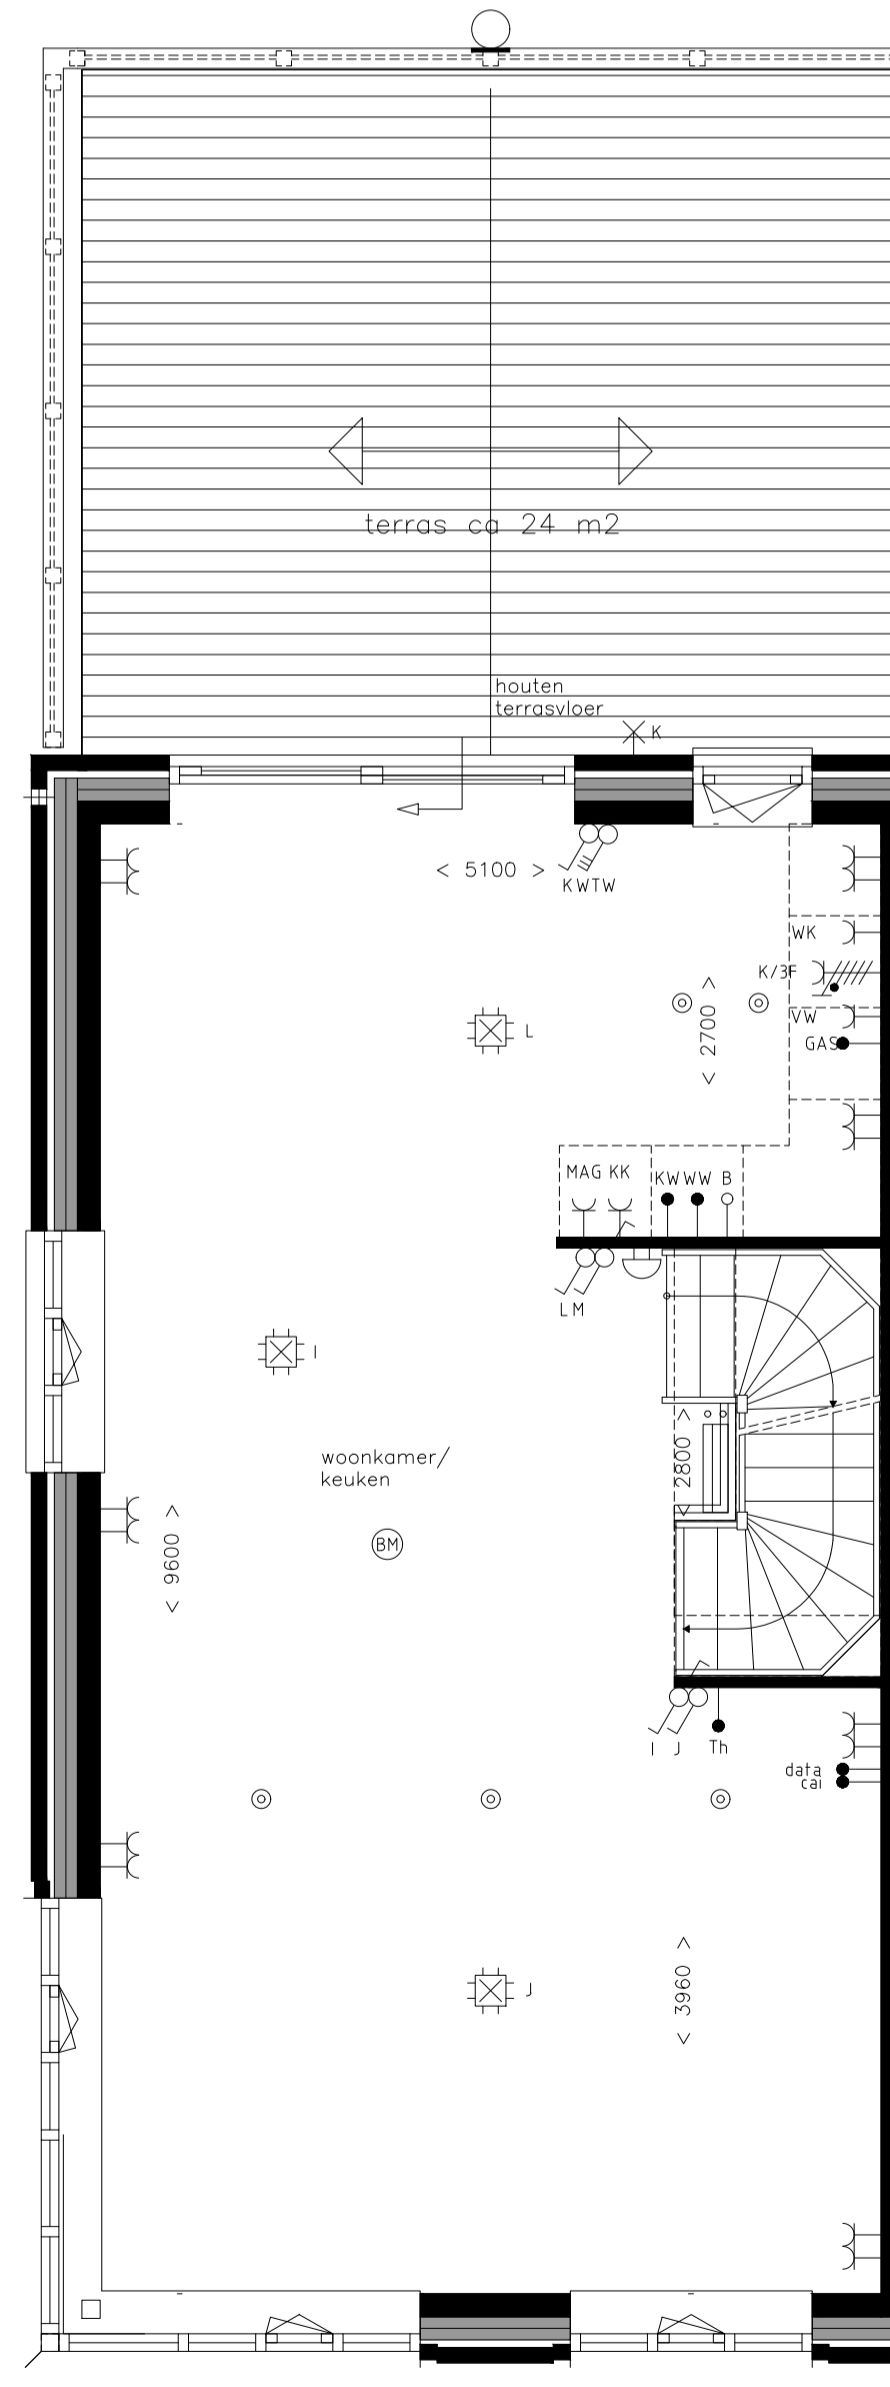 terras ca 24 m2
houten
terrasvloer
K
< 5100 >
KWTW
WK
K/3F
< 2700 >
VW
L
GAS
MAG KK KW WW B
LM
I
< 2800 >
woonkamer/
keuken
< 9600 >
BM
I J Th
data
cai
< 3960 >
J